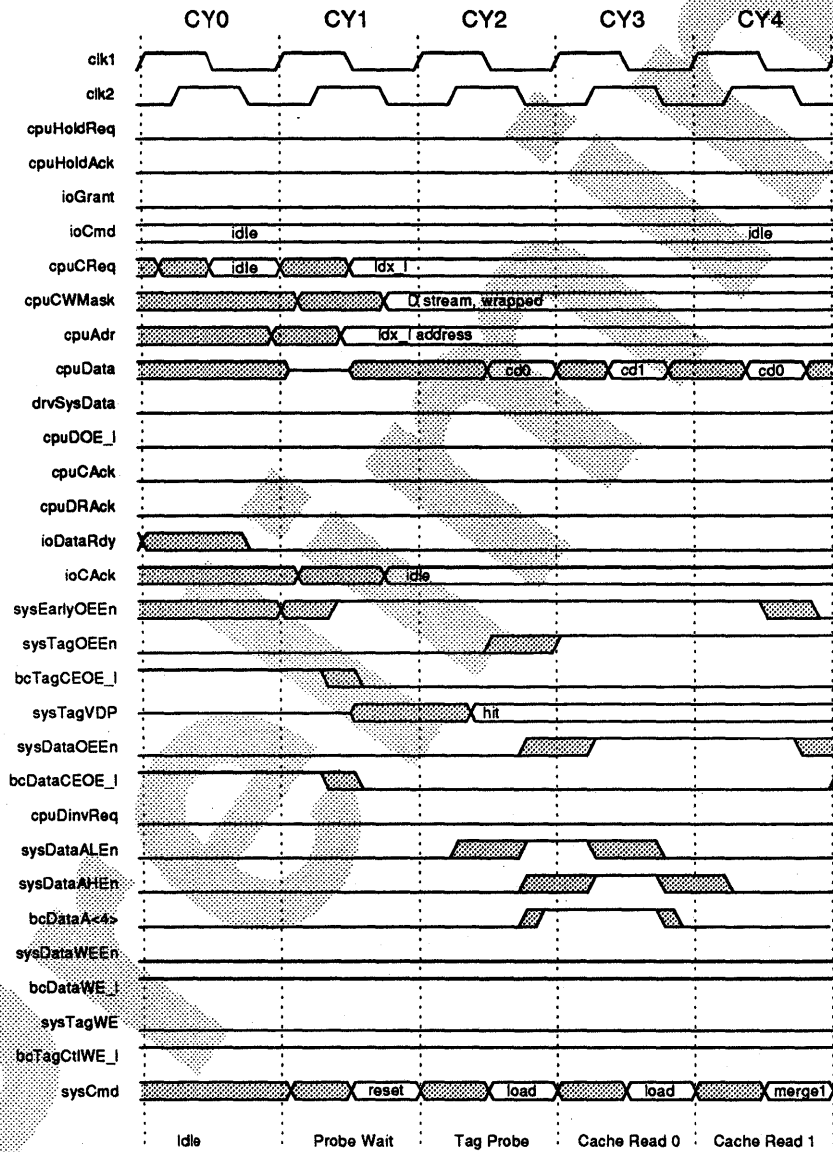 CY0 CY1 CY2 CY3 CY4
clk1
clk2
cpuHoldReq
cpuHoldAck
ioGrant
ioCmd idle idle
cpuCReq idle ldx_l
cpuCWMask D stream, wrapped
cpuAdr ldx_l address
cpuData cd0 cd1 cd0
drvSysData
cpuDOE_l
cpuCAck
cpuDRAck
ioDataRdy
ioCAck idle
sysEarlyOEEn
sysTagOEEn
bcTagCEOE_l
sysTagVDP hit
sysDataOEEn
bcDataCEOE_l
cpuDinvReq
sysDataALEn
sysDataAHEn
bcDataA<4>
sysDataWEEn
bcDataWE_l
sysTagWE
bcTagCtlWE_l
sysCmd reset load load merge1
Idle Probe Wait Tag Probe Cache Read 0 Cache Read 1